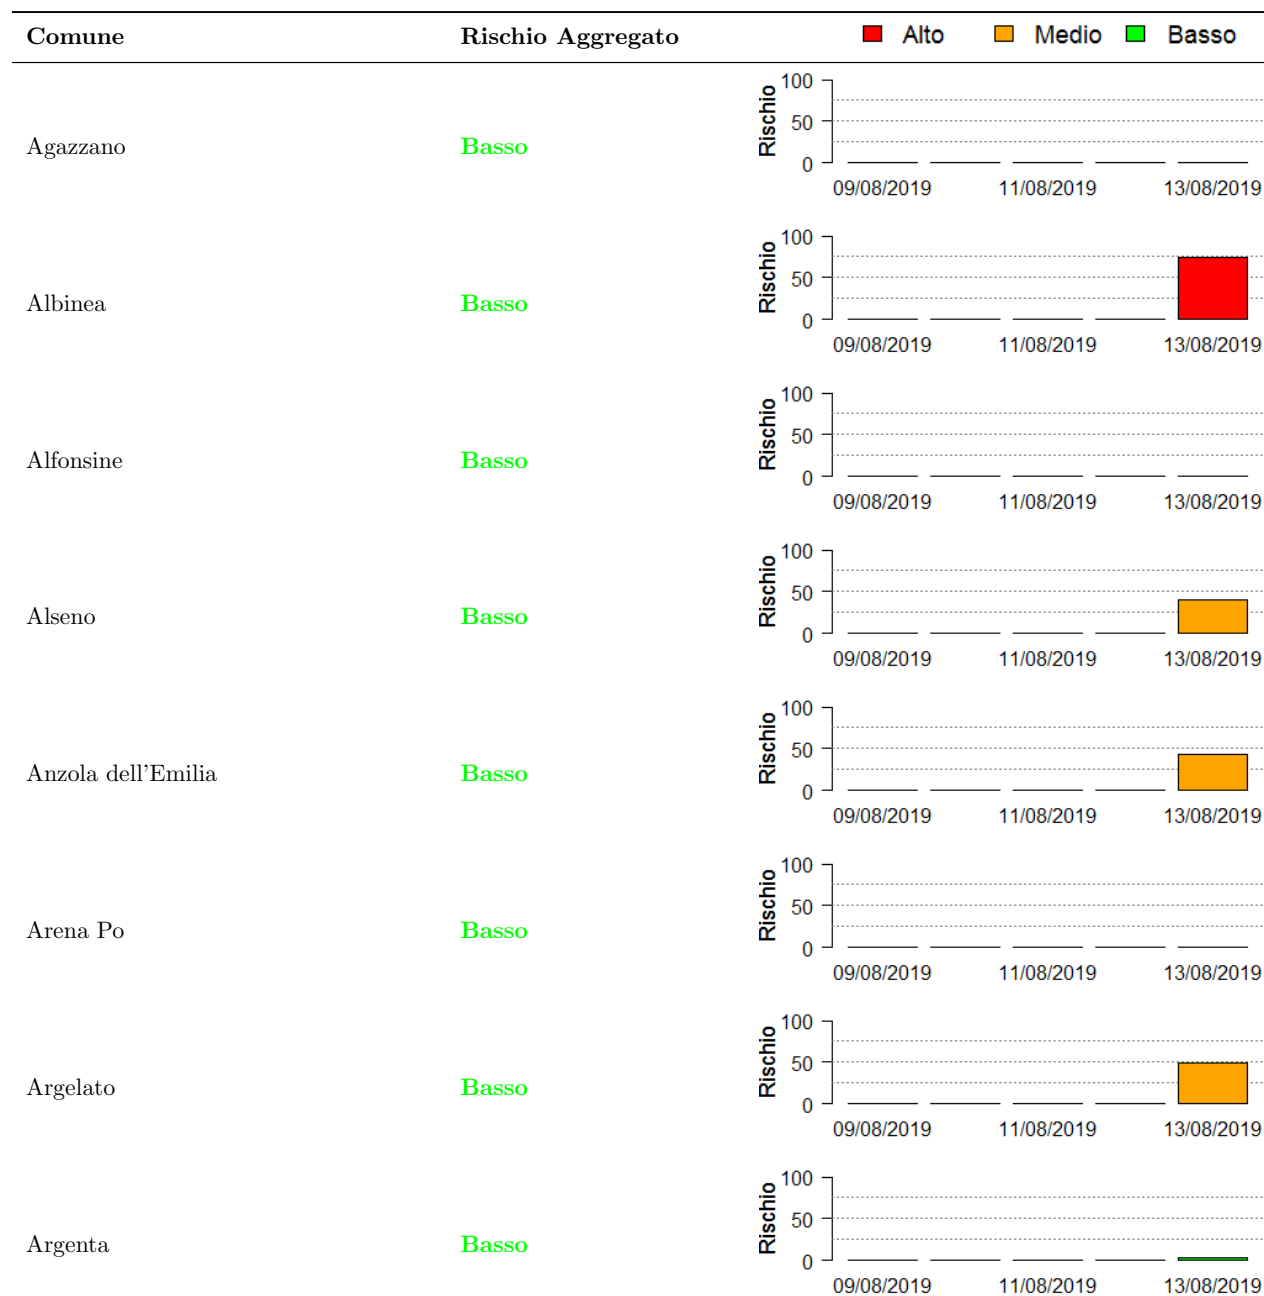 Comune Rischio Aggregato Alto Medio Basso
100
Rischio
50
Agazzano Basso
0
09/08/2019 11/08/2019 13/08/2019
100
Rischio
50
Albinea Basso
0
09/08/2019 11/08/2019 13/08/2019
100
Rischio
50
Alfonsine Basso
0
09/08/2019 11/08/2019 13/08/2019
100
Rischio
50
Alseno Basso
0
09/08/2019 11/08/2019 13/08/2019
100
Rischio
50
Anzola dell'Emilia Basso
0
09/08/2019 11/08/2019 13/08/2019
100
Rischio
50
Arena Po Basso
0
09/08/2019 11/08/2019 13/08/2019
100
Rischio
50
Argelato Basso
0
09/08/2019 11/08/2019 13/08/2019
100
Rischio
50
Argenta Basso
0
09/08/2019 11/08/2019 13/08/2019